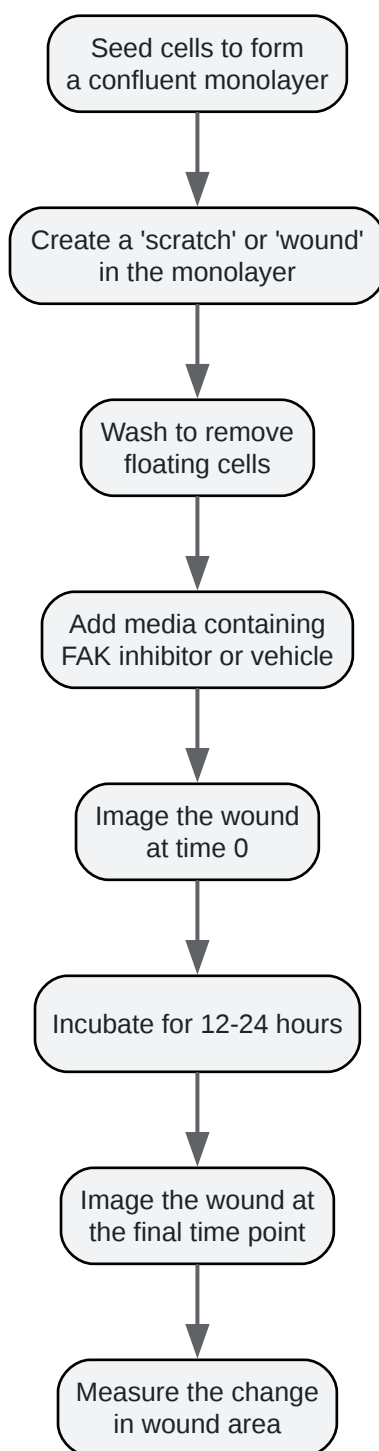 Seed cells to form
a confluent monolayer
Create a 'scratch' or 'wound'
in the monolayer
Wash to remove
floating cells
Add media containing
FAK inhibitor or vehicle
Image the wound
at time 0
Incubate for 12-24 hours
Image the wound at
the final time point
Measure the change
in wound area